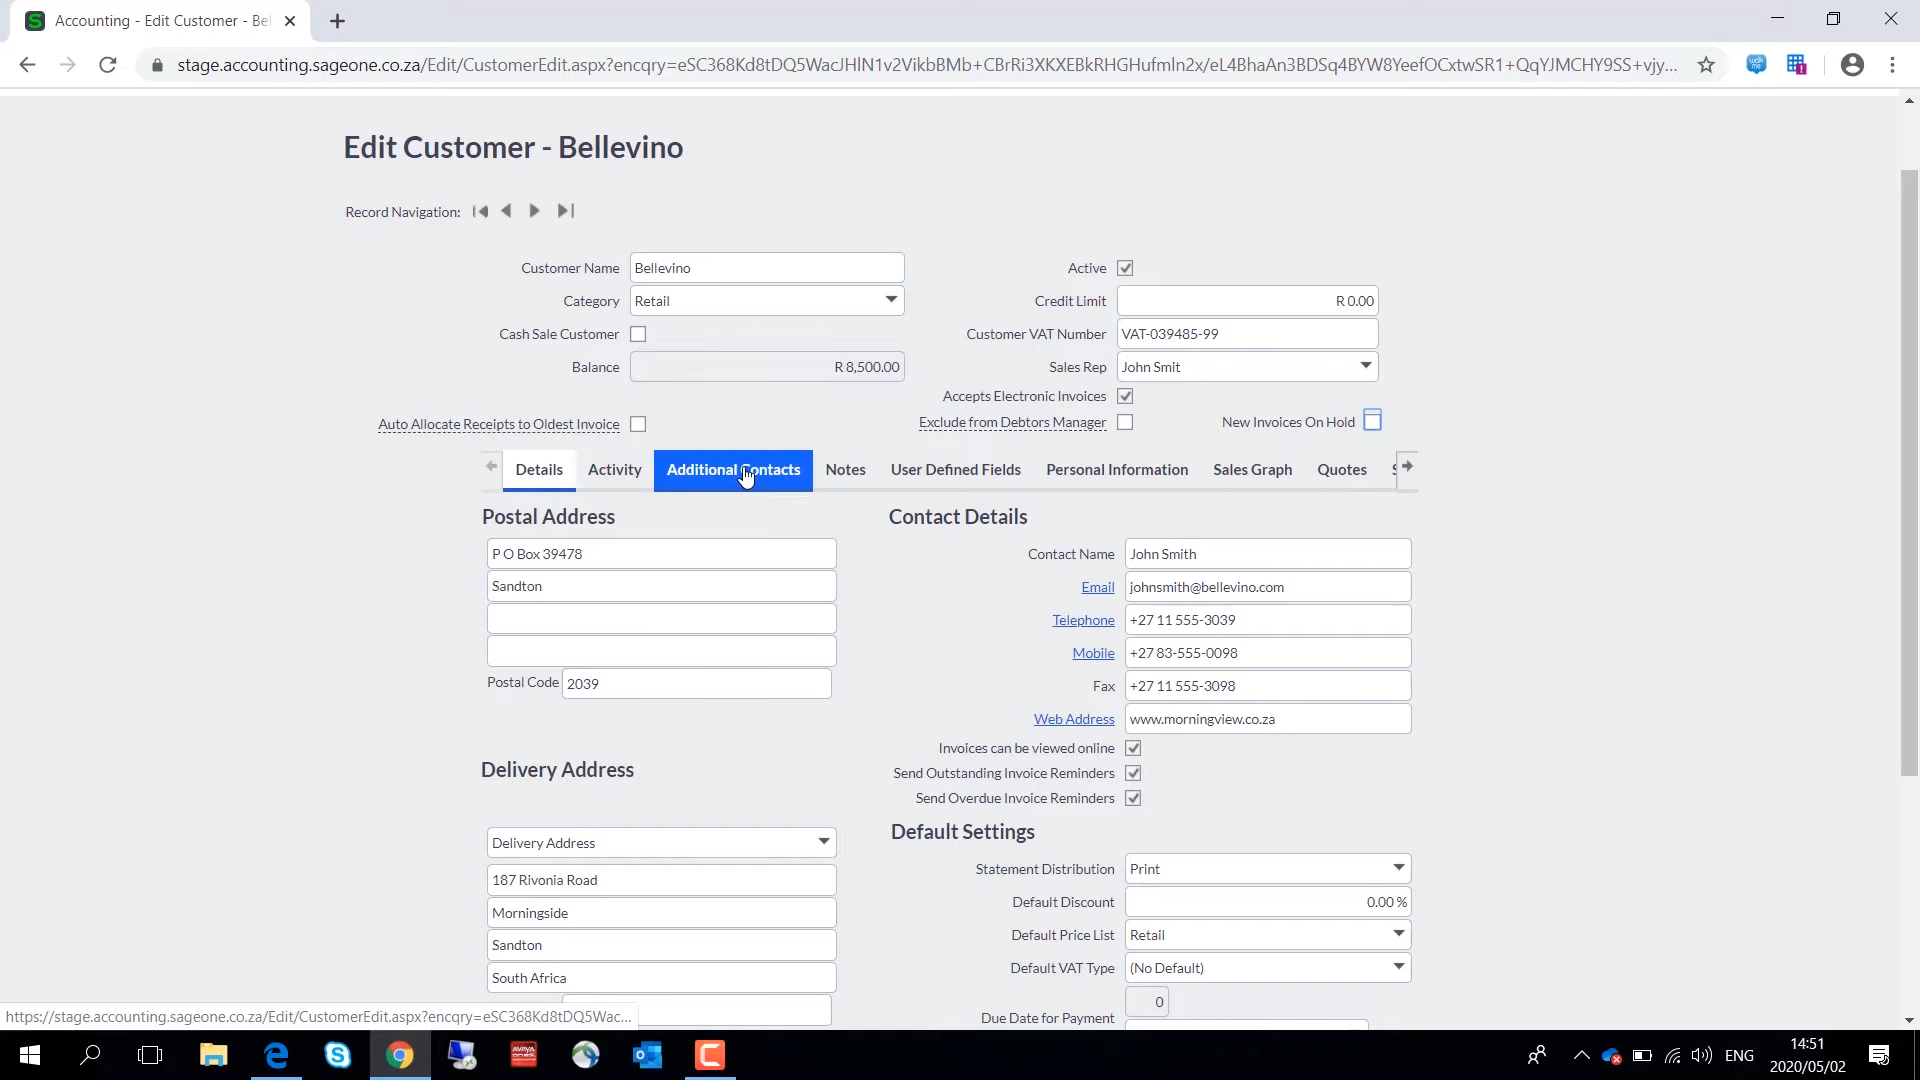 Accounting - Edit Customer - Bel
stage.accounting.sageone.co.za/Edit/CustomerEdit.aspx?encqry=eSC368Kd8tDQ5WacJHlN1v2VikbBMb+CBrRi3XKXEBkRHGHufmln2x/eL4BhaAn3BDSq4BYW8YeefOCxtwSR1+QqYJMCHY9SS+vjy...
Edit Customer - Bellevino
Record Navigation:
Customer Name Bellevino Active
Category Retail Credit Limit R 0.00
Cash Sale Customer Customer VAT Number VAT-039485-99
Balance R 8,500.00 Sales Rep John Smit
Accepts Electronic Invoices
Auto Allocate Receipts to Oldest Invoice Exclude from Debtors Manager New Invoices On Hold
Details Activity Additional Contacts Notes User Defined Fields Personal Information Sales Graph Quotes
Postal Address
P O Box 39478
Sandton
Postal Code 2039
Delivery Address
Delivery Address
187 Rivonia Road
Morningside
Sandton
South Africa
Contact Details
Contact Name John Smith
Email johnsmith@bellevino.com
Telephone +27 11 555-3039
Mobile +27 83-555-0098
Fax +27 11 555-3098
Web Address www.morningview.co.za
Invoices can be viewed online
Send Outstanding Invoice Reminders
Send Overdue Invoice Reminders
Default Settings
Statement Distribution Print
Default Discount 0.00 %
Default Price List Retail
Default VAT Type (No Default)
0
Due Date for Payment
https://stage.accounting.sageone.co.za/Edit/CustomerEdit.aspx?encqry=eSC368Kd8tDQ5Wac...
AVAYA
ENG
14:51
2020/05/02